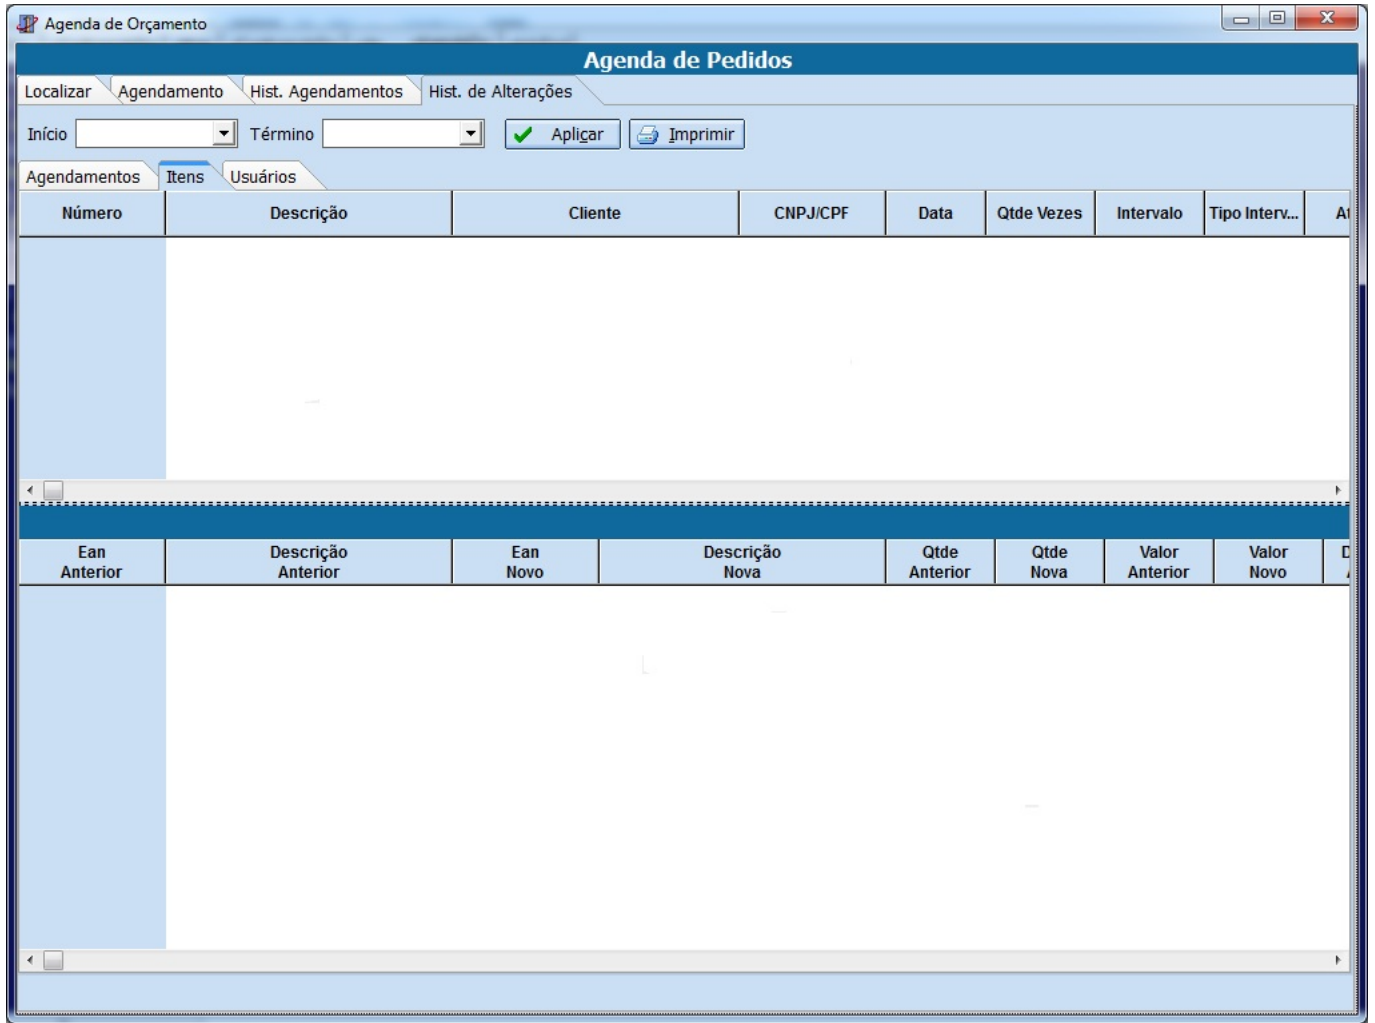 Agenda de Orçamento
Agenda de Pedidos
Localizar Agendamento Hist. Agendamentos Hist. de Alterações
Início Término Aplicar Imprimir
Agendamentos Itens Usuários
Número Descrição Cliente CNPJ/CPF Data Qtde Vezes Intervalo Tipo Interv...
Ean Descrição Ean Descrição Qtde Qtde Valor Valor
Anterior Anterior Novo Nova Anterior Nova Anterior Novo